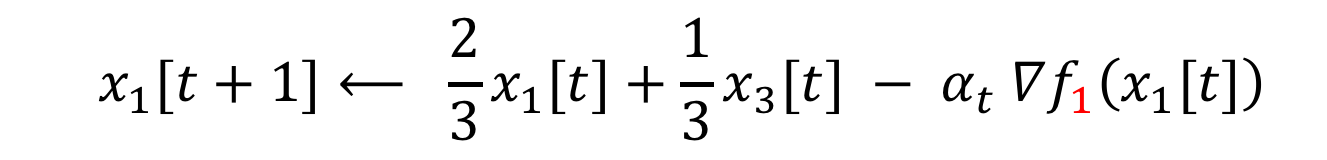 x₁[t + 1] ⟵ 2/3 x₁[t] + 1/3 x₃[t] − αₜ ∇f₁(x₁[t])